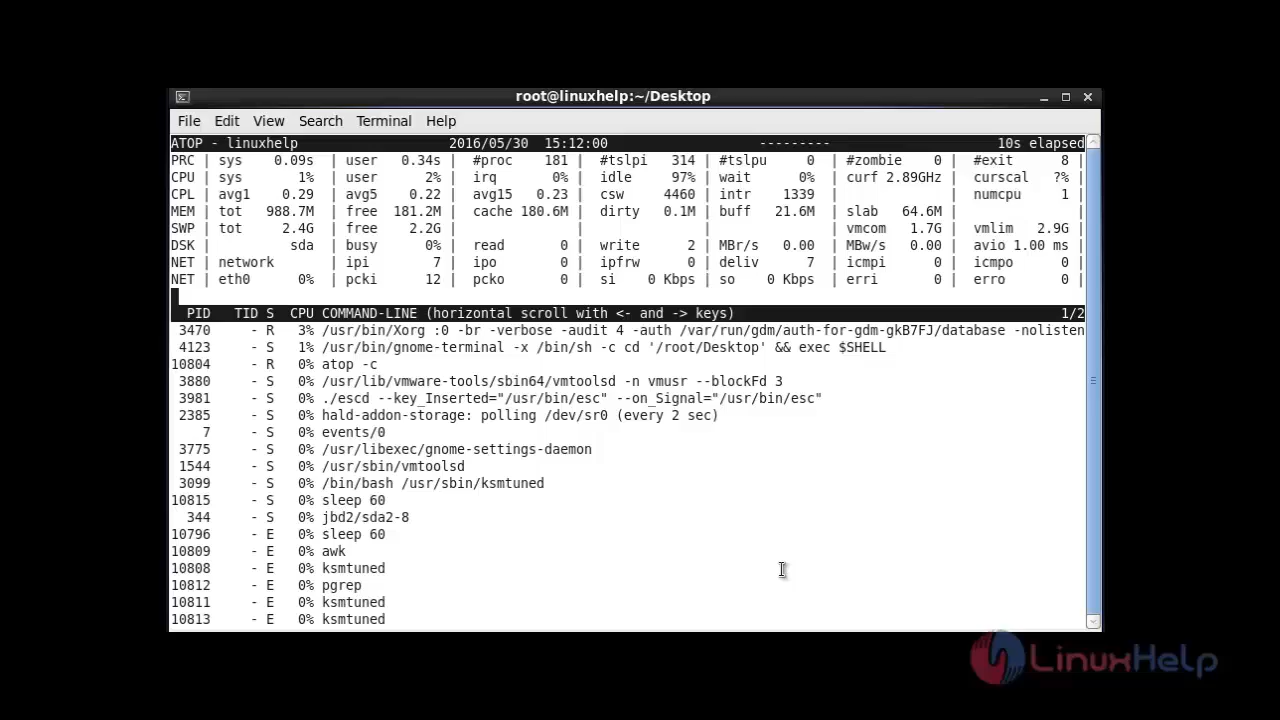 root@linuxhelp:~/Desktop
File Edit View Search Terminal Help
ATOP - linuxhelp 2016/05/30 15:12:00 --------- 10s elapsed
PRC | sys 0.09s | user 0.34s | #proc 181 | #tslpi 314 | #tslpu 0 | #zombie 0 | #exit 8 |
CPU | sys 1% | user 2% | irq 0% | idle 97% | wait 0% | curf 2.89GHz | curscal ?% |
CPL | avg1 0.29 | avg5 0.22 | avg15 0.23 | csw 4460 | intr 1339 | | numcpu 1 |
MEM | tot 988.7M | free 181.2M | cache 180.6M | dirty 0.1M | buff 21.6M | slab 64.6M | |
SWP | tot 2.4G | free 2.2G | | | | vmcom 1.7G | vmlim 2.9G |
DSK | sda | busy 0% | read 0 | write 2 | MBr/s 0.00 | MBw/s 0.00 | avio 1.00 ms |
NET | network | ipi 7 | ipo 0 | ipfrw 0 | deliv 7 | icmpi 0 | icmpo 0 |
NET | eth0 0% | pcki 12 | pcko 0 | si 0 Kbps | so 0 Kbps | erri 0 | erro 0 |
PID TID S CPU COMMAND-LINE (horizontal scroll with <- and -> keys) 1/2
3470 - R 3% /usr/bin/Xorg :0 -br -verbose -audit 4 -auth /var/run/gdm/auth-for-gdm-gkB7FJ/database -nolisten
4123 - S 1% /usr/bin/gnome-terminal -x /bin/sh -c cd '/root/Desktop' && exec $SHELL
10804 - R 0% atop -c
3880 - S 0% /usr/lib/vmware-tools/sbin64/vmtoolsd -n vmusr --blockFd 3
3981 - S 0% ./escd --key_Inserted="/usr/bin/esc" --on_Signal="/usr/bin/esc"
2385 - S 0% hald-addon-storage: polling /dev/sr0 (every 2 sec)
7 - S 0% events/0
3775 - S 0% /usr/libexec/gnome-settings-daemon
1544 - S 0% /usr/sbin/vmtoolsd
3099 - S 0% /bin/bash /usr/sbin/ksmtuned
10815 - S 0% sleep 60
344 - S 0% jbd2/sda2-8
10796 - E 0% sleep 60
10809 - E 0% awk
10808 - E 0% ksmtuned
10812 - E 0% pgrep
10811 - E 0% ksmtuned
10813 - E 0% ksmtuned
LinuxHelp